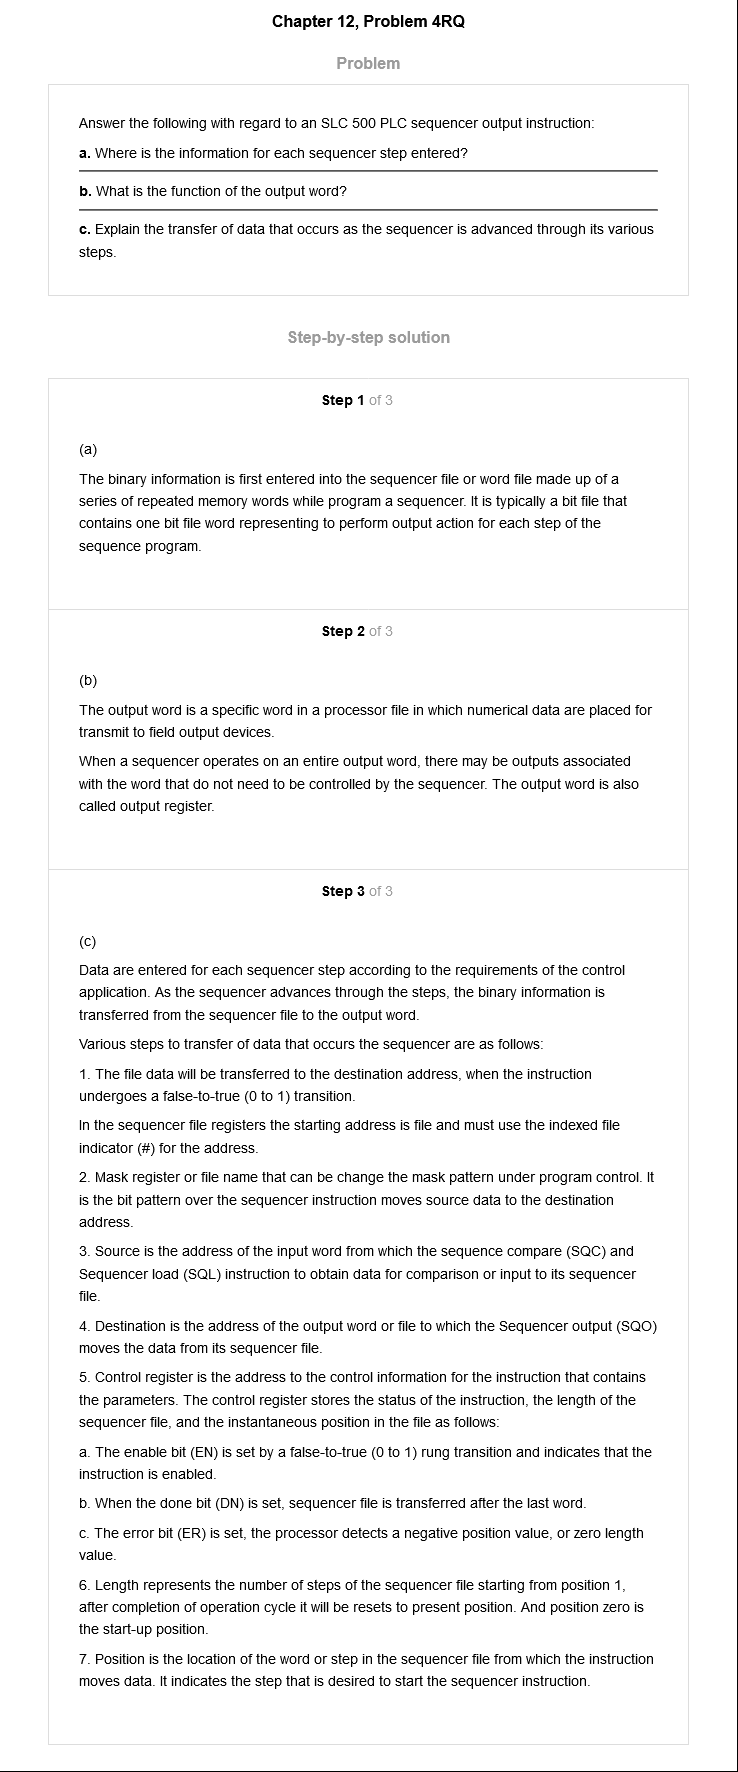 Chapter 12, Problem 4RQ
Problem
Answer the following with regard to an SLC 500 PLC sequencer output instruction:
a. Where is the information for each sequencer step entered?
b. What is the function of the output word?
c. Explain the transfer of data that occurs as the sequencer is advanced through its various
steps.
Step-by-step solution
Step 1 of 3
(a)
The binary information is first entered into the sequencer file or word file made up of a
series of repeated memory words while program a sequencer. It is typically a bit file that
contains one bit file word representing to perform output action for each step of the
sequence program.
Step 2 of 3
(b)
The output word is a specific word in a processor file in which numerical data are placed for
transmit to field output devices.
When a sequencer operates on an entire output word, there may be outputs associated
with the word that do not need to be controlled by the sequencer. The output word is also
called output register.
Step 3 of 3
(c)
Data are entered for each sequencer step according to the requirements of the control
application. As the sequencer advances through the steps, the binary information is
transferred from the sequencer file to the output word.
Various steps to transfer of data that occurs the sequencer are as follows:
1. The file data will be transferred to the destination address, when the instruction
undergoes a false-to-true (0 to 1) transition.
In the sequencer file registers the starting address is file and must use the indexed file
indicator (#) for the address.
2. Mask register or file name that can be change the mask pattern under program control. It
is the bit pattern over the sequencer instruction moves source data to the destination
address.
3. Source is the address of the input word from which the sequence compare (SQC) and
Sequencer load (SQL) instruction to obtain data for comparison or input to its sequencer
file.
4. Destination is the address of the output word or file to which the Sequencer output (SQO)
moves the data from its sequencer file.
5. Control register is the address to the control information for the instruction that contains
the parameters. The control register stores the status of the instruction, the length of the
sequencer file, and the instantaneous position in the file as follows:
a. The enable bit (EN) is set by a false-to-true (0 to 1) rung transition and indicates that the
instruction is enabled.
b. When the done bit (DN) is set, sequencer file is transferred after the last word.
c. The error bit (ER) is set, the processor detects a negative position value, or zero length
value.
6. Length represents the number of steps of the sequencer file starting from position 1,
after completion of operation cycle it will be resets to present position. And position zero is
the start-up position.
7. Position is the location of the word or step in the sequencer file from which the instruction
moves data. It indicates the step that is desired to start the sequencer instruction.